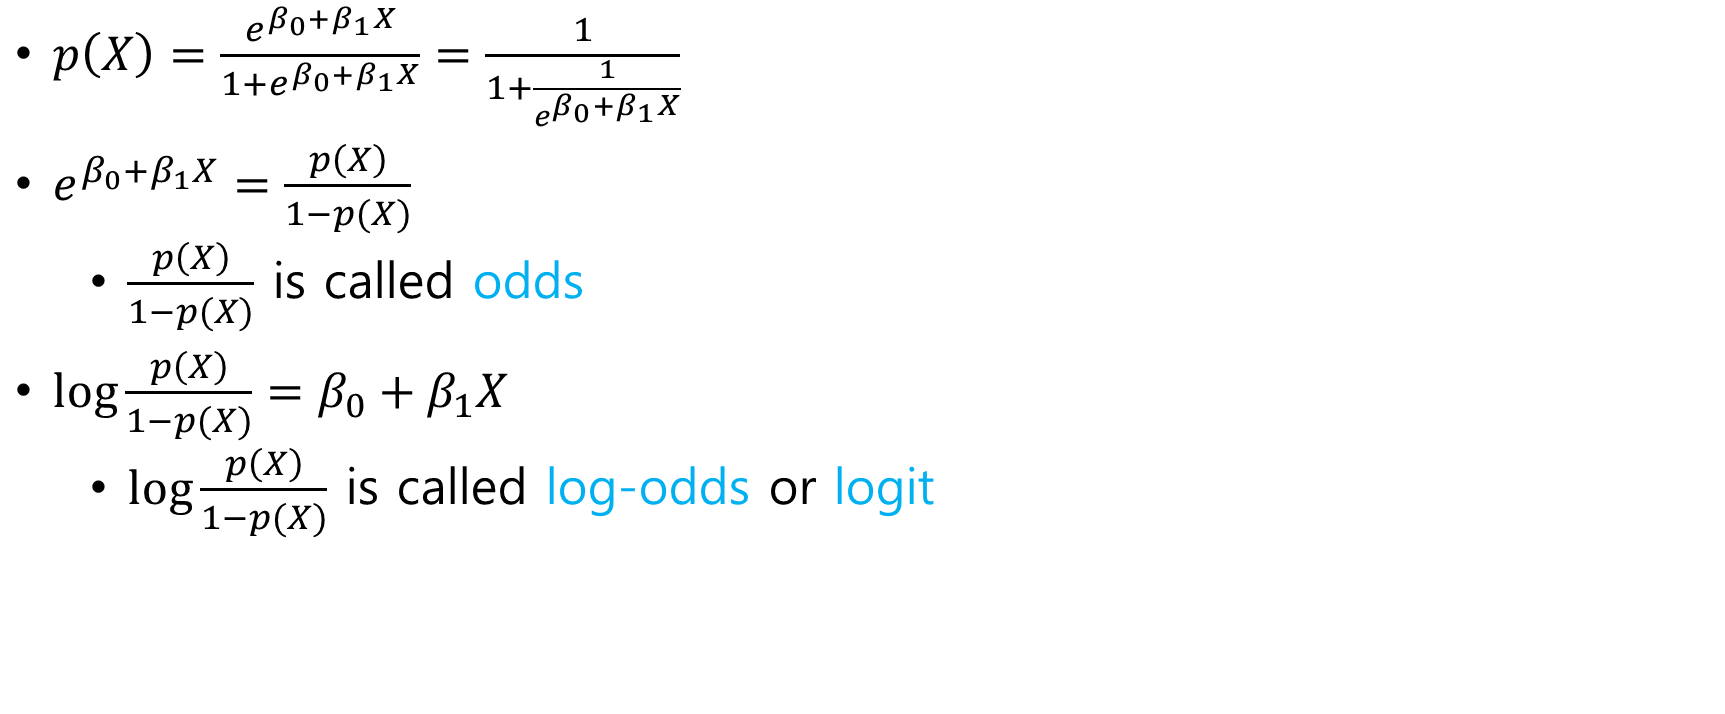 • p(X) = e^(β₀+β₁X) / (1+e^(β₀+β₁X)) = 1 / (1+1/e^(β₀+β₁X))
• e^(β₀+β₁X) = p(X) / (1−p(X))
• p(X) / (1−p(X)) is called odds
• log p(X) / (1−p(X)) = β₀ + β₁X
• log p(X) / (1−p(X)) is called log-odds or logit